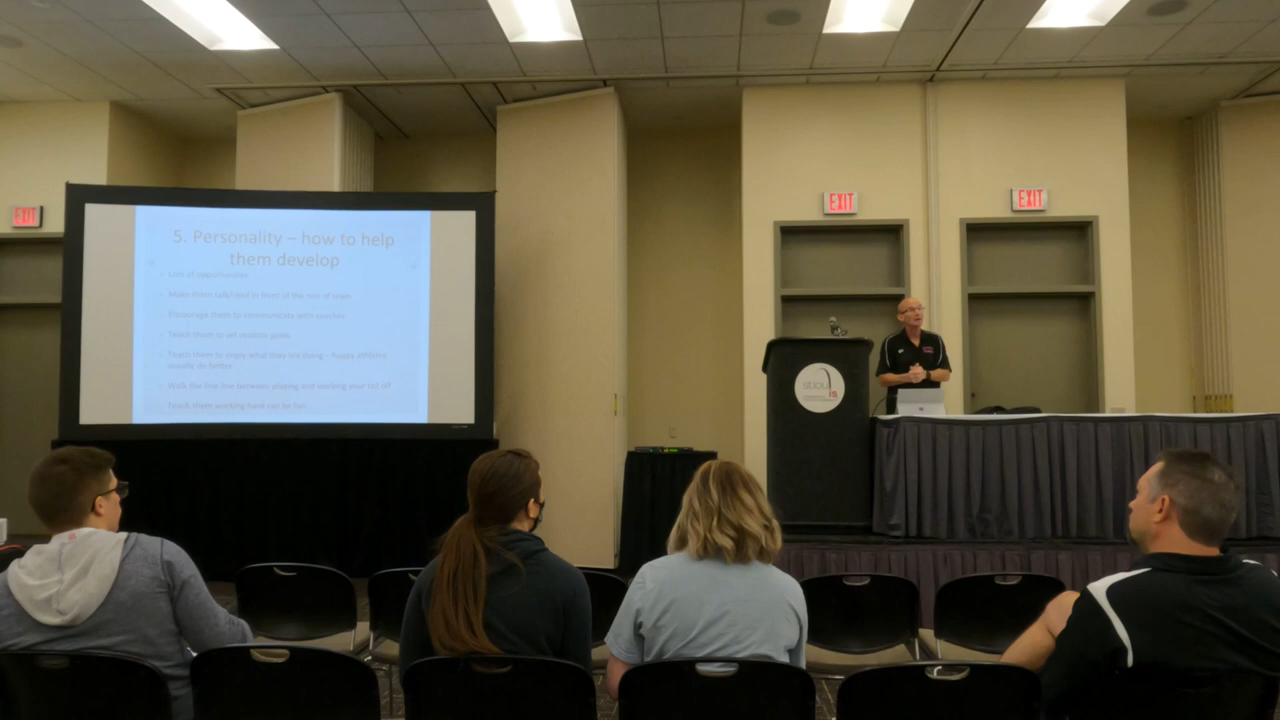 EXIT
EXIT
EXIT
5. Personality – how to help
them develop
Lots of opportunities
Make them talk/lead in front of the rest of team
Encourage them to communicate with coaches
Teach them to set realistic goals
Teach them to enjoy what they are doing – happy athletes
usually do better
Walk the fine line between playing and working your tail off
Teach them working hard can be fun
stlou
is